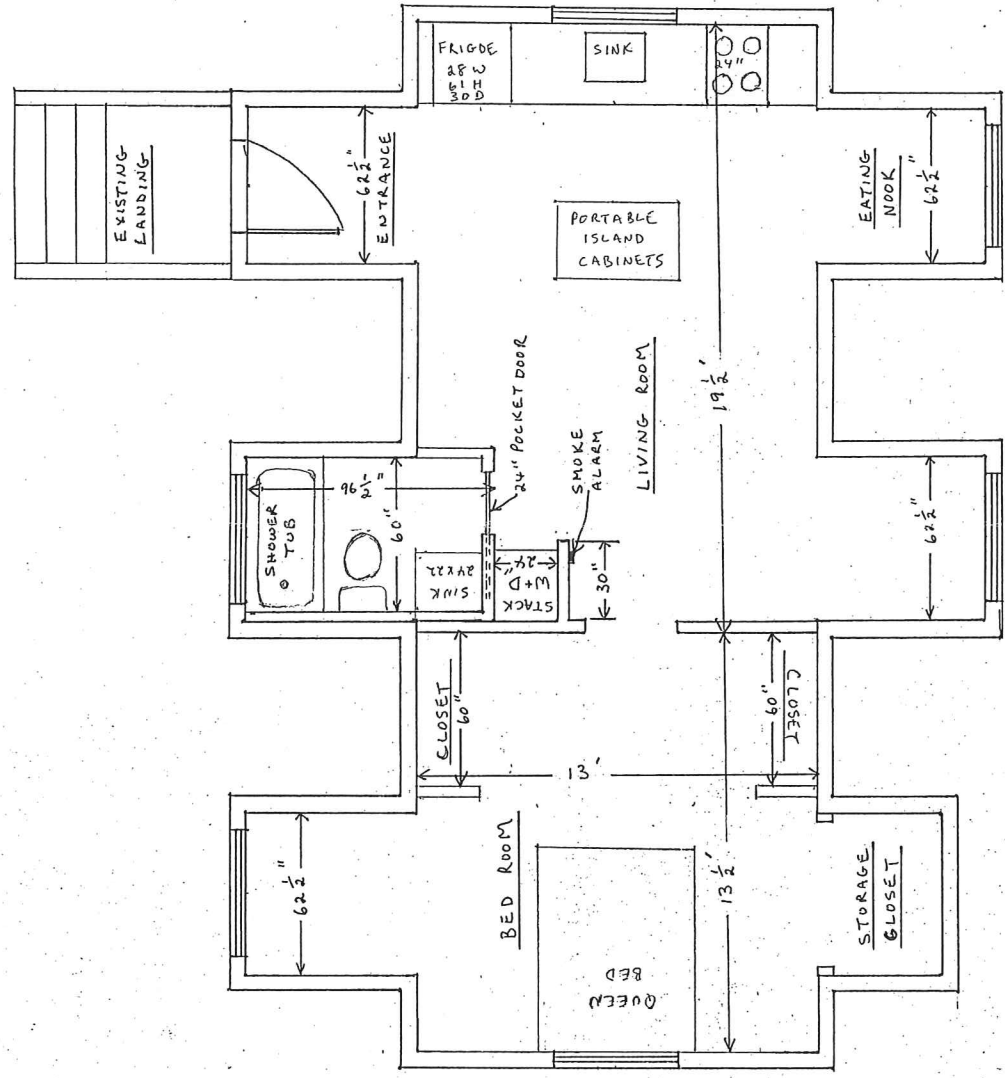 FRIGDE
28 W
61 H
30 D
SINK
24"
EXISTING
LANDING
62 1/2"
ENTRANCE
PORTABLE
ISLAND
CABINETS
EATING
NOOK
62 1/2"
24" POCKET DOOR
SMOKE
ALARM
LIVING ROOM
19 1/2'
SHOWER
TUB
96 1/2"
60"
SINK
24X22
STACK
W+D
24"
30"
62 1/2"
CLOSET
60"
60"
CLOSET
13'
62 1/2"
BED ROOM
QUEEN
BED
13 1/2'
STORAGE
CLOSET